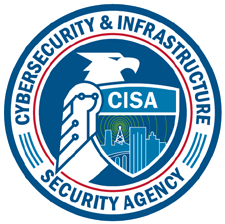 CYBERSECURITY & INFRASTRUCTURE
CISA
SECURITY AGENCY